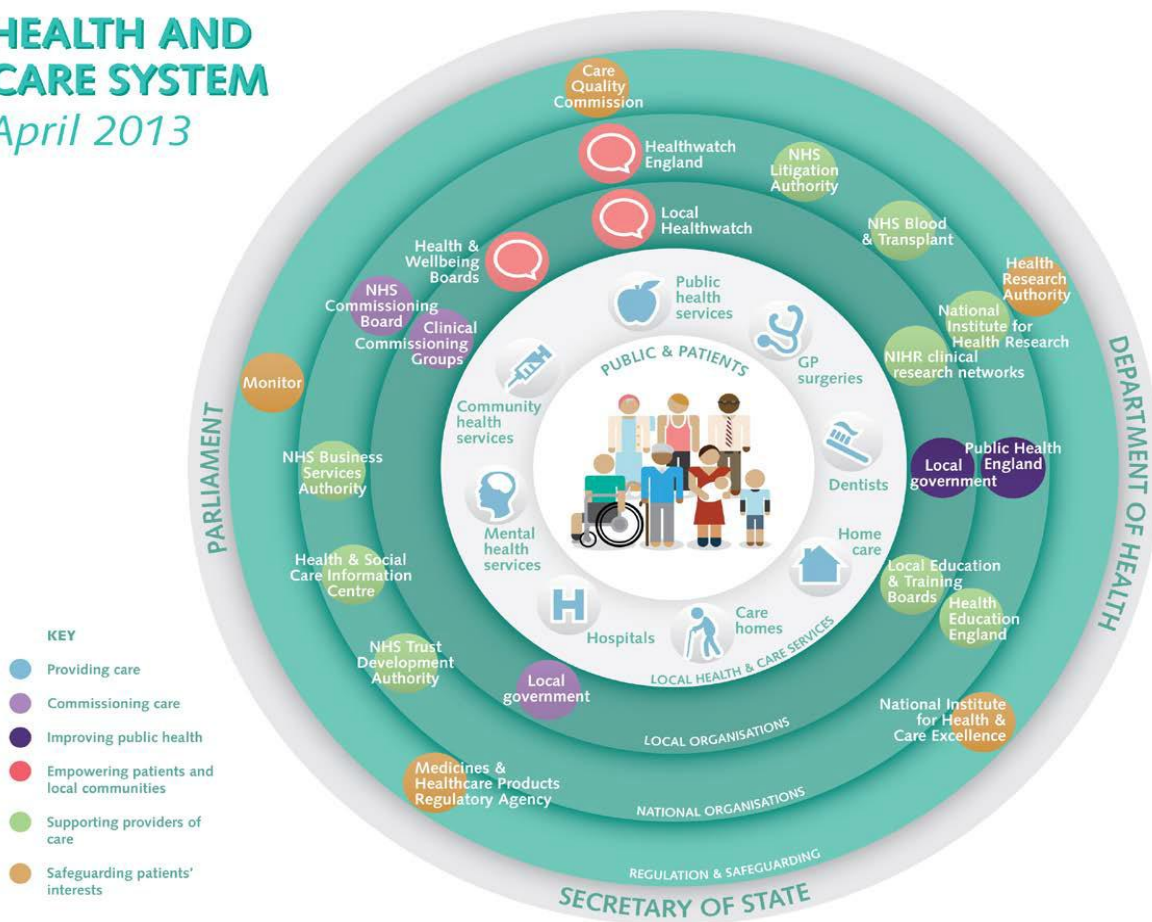 HEALTH AND
CARE SYSTEM
April 2013
Care
Quality
Commission
Healthwatch
England
NHS
Litigation
Authority
Local
Healthwatch
NHS Blood
& Transplant
Health &
Wellbeing
Boards
Health
Research
Authority
NHS
Commissioning
Board
Clinical
Commissioning
Groups
National
Institute for
Health Research
NIHR clinical
research networks
Public
health
services
GP
surgeries
PUBLIC & PATIENTS
Monitor
Community
health
services
Dentists
Local
government
Public Health
England
PARLIAMENT
DEPARTMENT OF HEALTH
NHS Business
Services
Authority
Mental
health
services
Home
care
Health & Social
Care Information
Centre
Local Education
& Training
Boards
Health
Education
England
Hospitals
Care
homes
LOCAL HEALTH & CARE SERVICES
NHS Trust
Development
Authority
Local
government
National Institute
for Health &
Care Excellence
LOCAL ORGANISATIONS
Medicines &
Healthcare Products
Regulatory Agency
NATIONAL ORGANISATIONS
REGULATION & SAFEGUARDING
SECRETARY OF STATE
KEY
Providing care
Commissioning care
Improving public health
Empowering patients and
local communities
Supporting providers of
care
Safeguarding patients'
interests
H